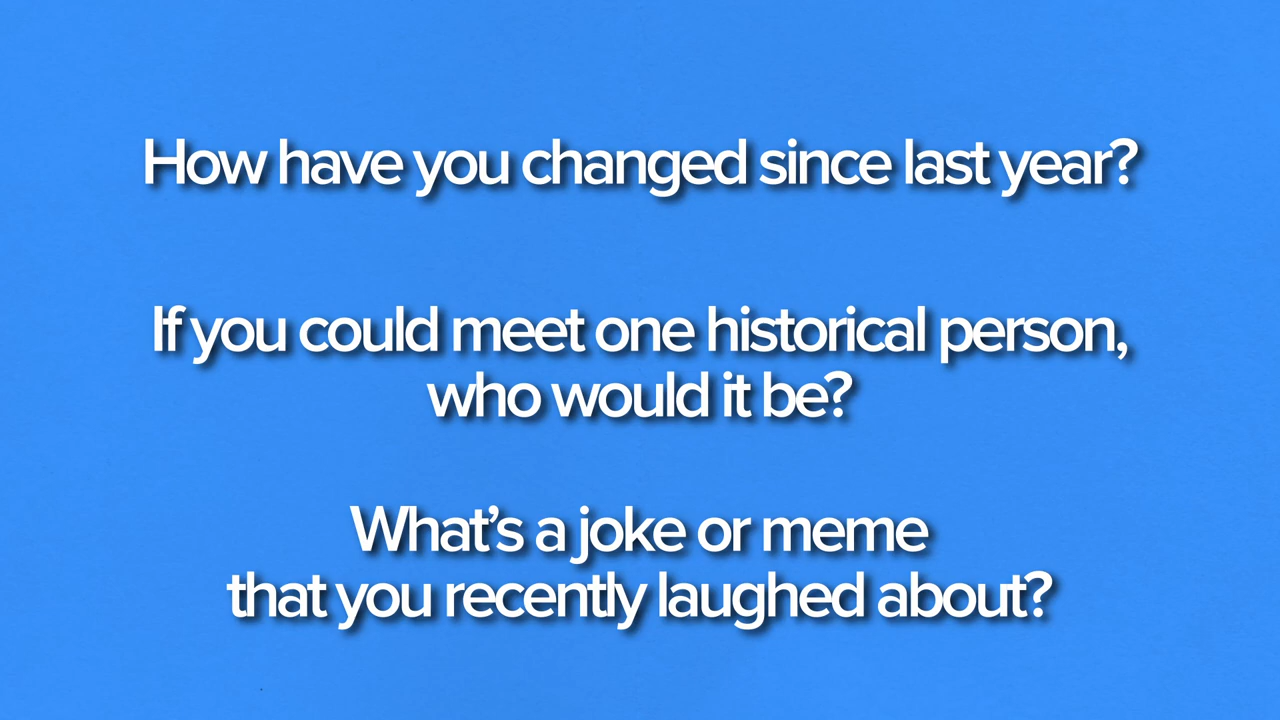 How have you changed since last year?
If you could meet one historical person,
who would it be?
What’s a joke or meme
that you recently laughed about?